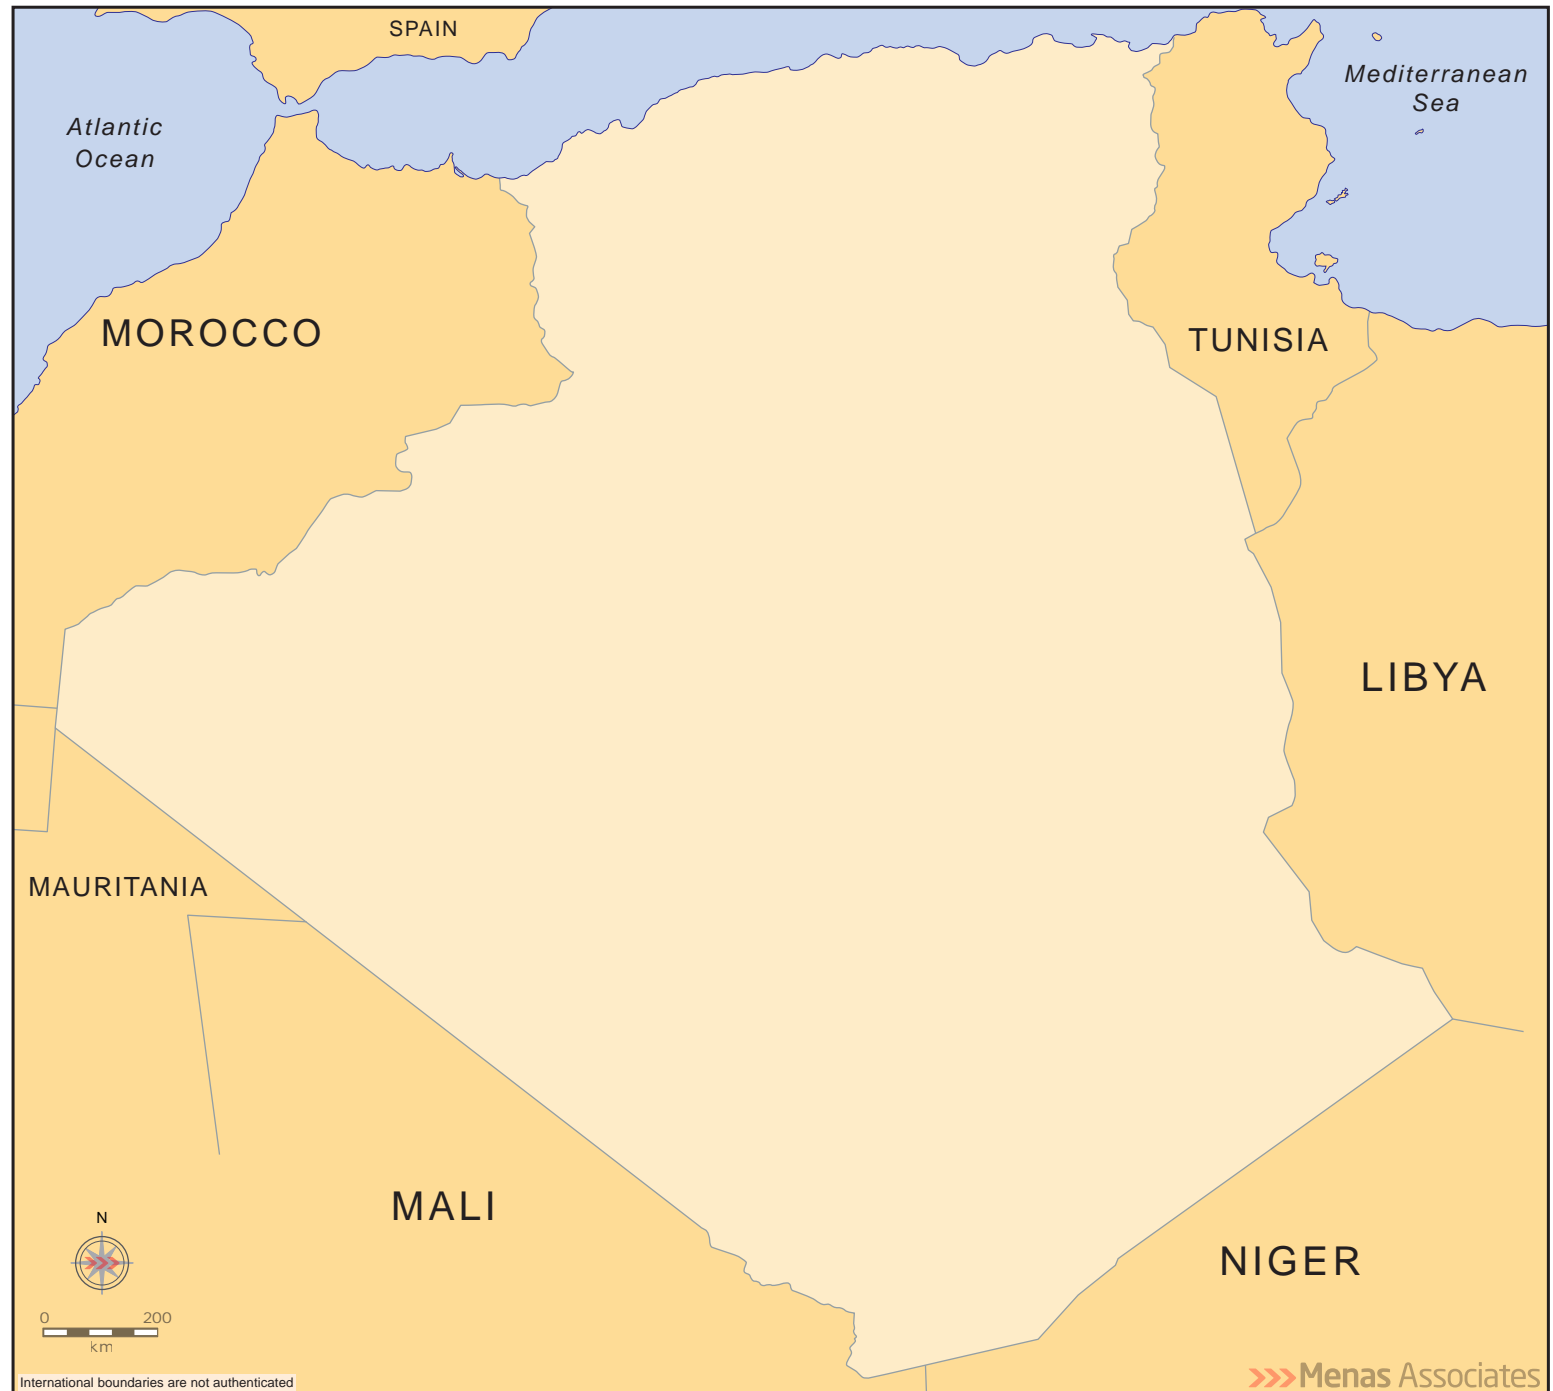 SPAIN
Mediterranean
Sea
Atlantic
Ocean
MOROCCO
TUNISIA
LIBYA
MAURITANIA
MALI
N
NIGER
0 200
km
International boundaries are not authenticated
Menas Associates